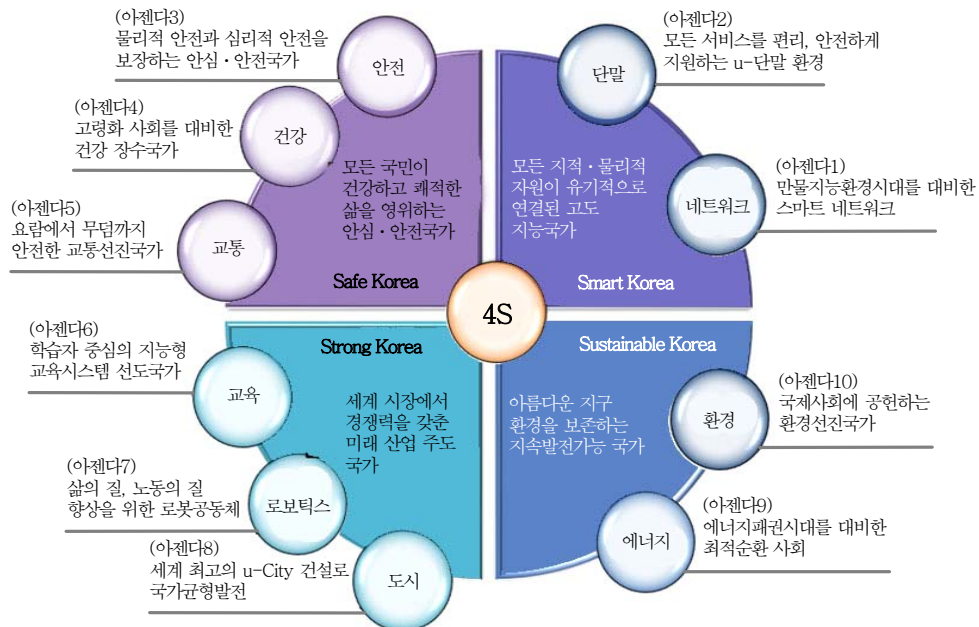 (아젠다3)
물리적 안전과 심리적 안전을
보장하는 안심·안전국가
안전
(아젠다4)
고령화 사회를 대비한
건강 장수국가
건강
(아젠다5)
요람에서 무덤까지
안전한 교통선진국가
교통
모든 국민이
건강하고 쾌적한
삶을 영위하는
안심·안전국가
Safe Korea
(아젠다2)
모든 서비스를 편리, 안전하게
지원하는 u-단말 환경
단말
(아젠다1)
만물지능환경시대를 대비한
스마트 네트워크
네트워크
모든 지적·물리적
자원이 유기적으로
연결된 고도
지능국가
Smart Korea
4S
Strong Korea
(아젠다6)
학습자 중심의 지능형
교육시스템 선도국가
교육
세계 시장에서
경쟁력을 갖춘
미래 산업 주도
국가
(아젠다7)
삶의 질, 노동의 질
향상을 위한 로봇공동체
로보틱스
(아젠다8)
세계 최고의 u-City 건설로
국가균형발전
도시
Sustainable Korea
아름다운 지구
환경을 보존하는
지속발전가능 국가
(아젠다10)
국제사회에 공헌하는
환경선진국가
환경
(아젠다9)
에너지패권시대를 대비한
최적순환 사회
에너지